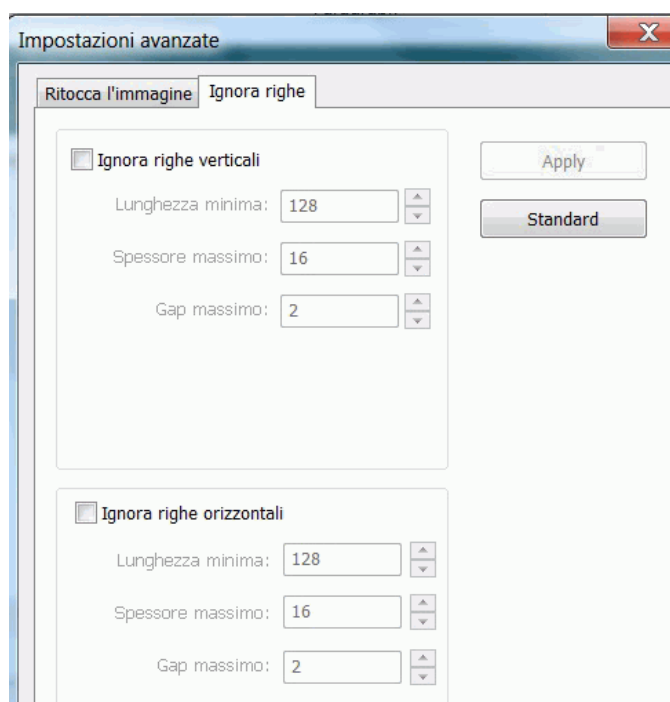 Impostazioni avanzate
Ritocca l'immagine Ignora righe
Ignora righe verticali
Apply
Lunghezza minima: 128
Standard
Spessore massimo: 16
Gap massimo: 2
Ignora righe orizzontali
Lunghezza minima: 128
Spessore massimo: 16
Gap massimo: 2